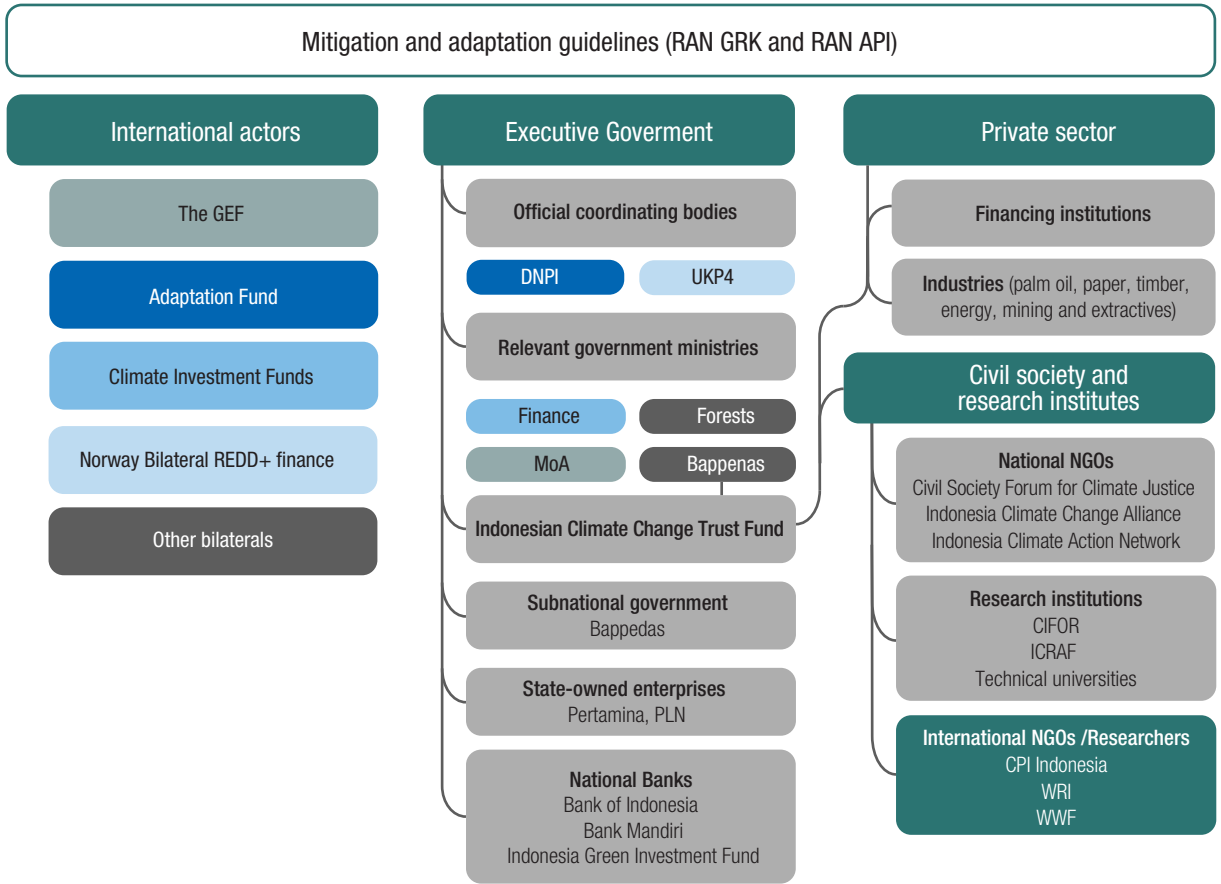 Mitigation and adaptation guidelines (RAN GRK and RAN API)
International actors
The GEF
Adaptation Fund
Climate Investment Funds
Norway Bilateral REDD+ finance
Other bilaterals
Executive Goverment
Official coordinating bodies
DNPI
UKP4
Relevant government ministries
Finance
Forests
MoA
Bappenas
Indonesian Climate Change Trust Fund
Subnational government
Bappedas
State-owned enterprises
Pertamina, PLN
National Banks
Bank of Indonesia
Bank Mandiri
Indonesia Green Investment Fund
Private sector
Financing institutions
Industries (palm oil, paper, timber,
energy, mining and extractives)
Civil society and
research institutes
National NGOs
Civil Society Forum for Climate Justice
Indonesia Climate Change Alliance
Indonesia Climate Action Network
Research institutions
CIFOR
ICRAF
Technical universities
International NGOs /Researchers
CPI Indonesia
WRI
WWF